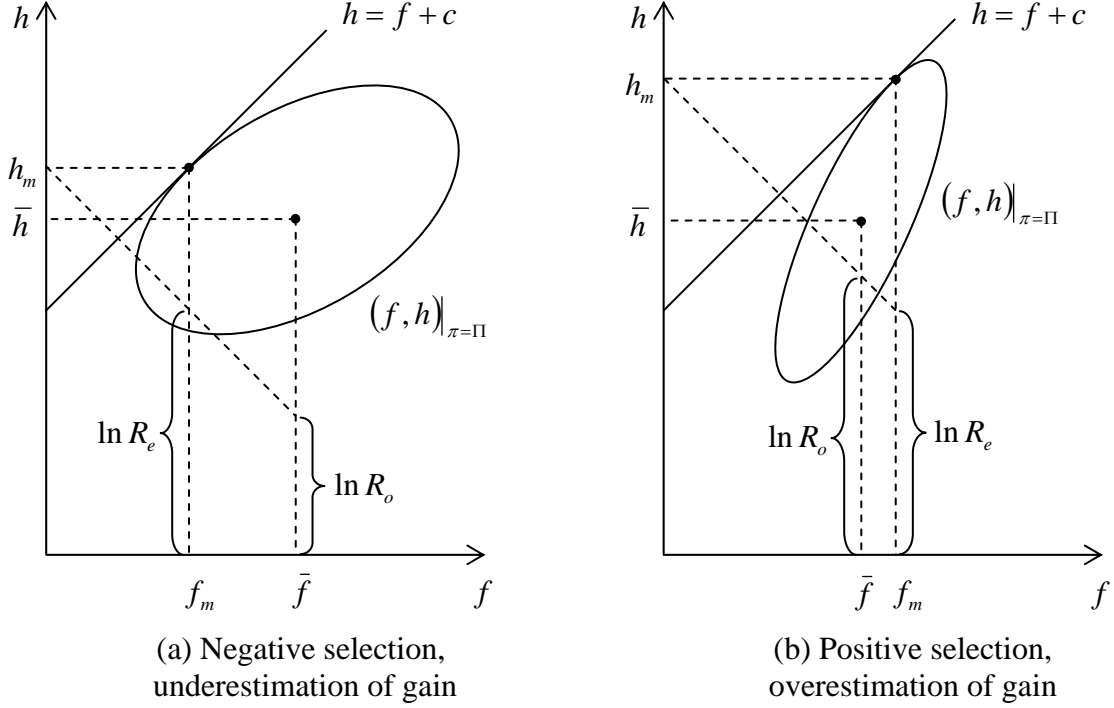 h
h = f + c
h_m
h̄
(f, h)|_{π=Π}
ln R_e
ln R_o
f_m
f̄
f
(a) Negative selection,
underestimation of gain
h
h = f + c
h_m
h̄
(f, h)|_{π=Π}
ln R_o
ln R_e
f̄
f_m
f
(b) Positive selection,
overestimation of gain